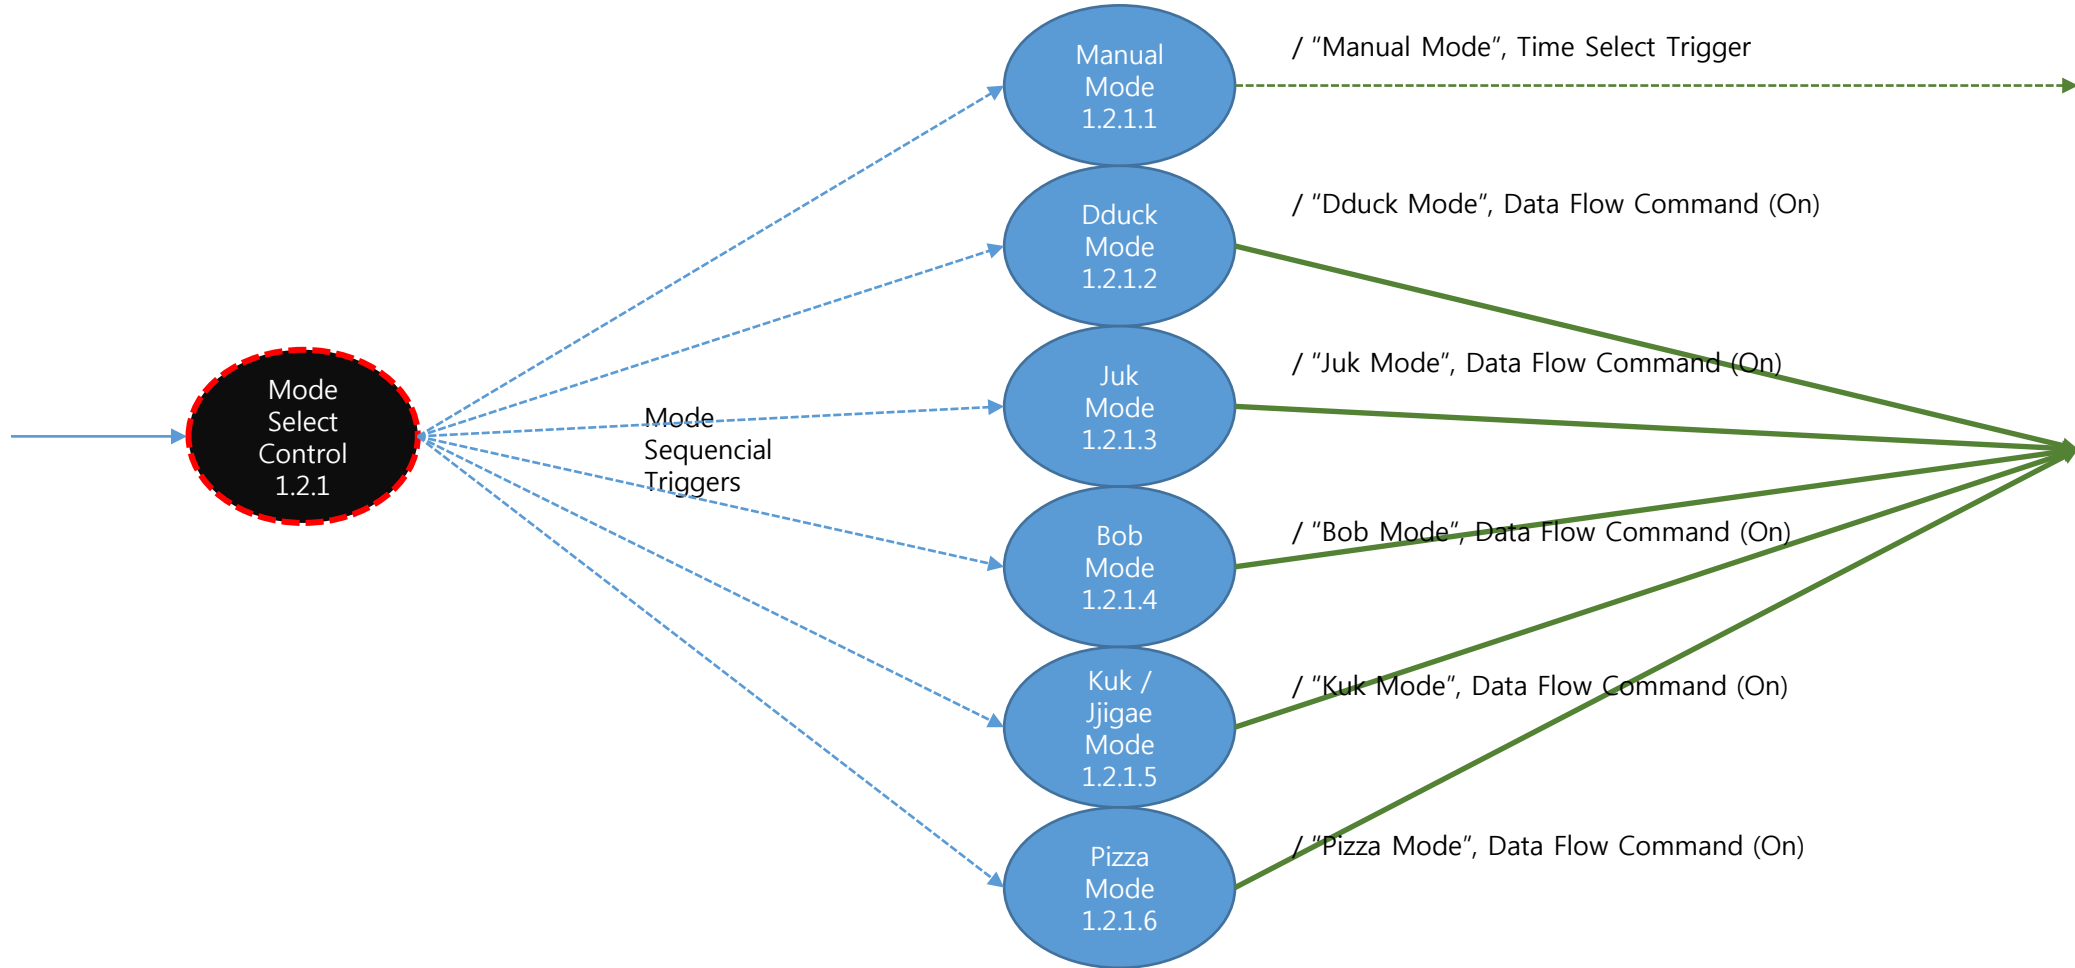 Manual
Mode
1.2.1.1
/ “Manual Mode”, Time Select Trigger
Dduck
Mode
1.2.1.2
/ “Dduck Mode”, Data Flow Command (On)
Juk
Mode
1.2.1.3
/ “Juk Mode”, Data Flow Command (On)
Mode
Select
Control
1.2.1
Mode
Sequencial
Triggers
Bob
Mode
1.2.1.4
/ “Bob Mode”, Data Flow Command (On)
Kuk /
Jjigae
Mode
1.2.1.5
/ “Kuk Mode”, Data Flow Command (On)
Pizza
Mode
1.2.1.6
/ “Pizza Mode”, Data Flow Command (On)